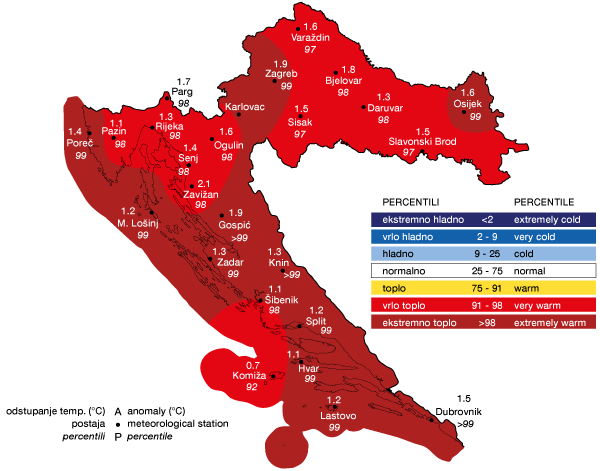 1.6
Varaždin
97
1.9
Zagreb
99
1.8
Bjelovar
98
1.7
Parg
98
1.6
Osijek
99
Karlovac
1.5
Sisak
97
1.3
Daruvar
98
1.4
Poreč
99
1.1
Pazin
98
1.3
Rijeka
98
1.6
Ogulin
98
1.5
Slavonski Brod
97
1.4
Senj
98
2.1
Zavižan
98
1.2
M. Lošinj
99
1.9
Gospić
>99
1.3
Zadar
99
1.3
Knin
>99
1.1
Šibenik
98
1.2
Split
99
0.7
Komiža
92
1.1
Hvar
99
1.2
Lastovo
99
1.5
Dubrovnik
>99
PERCENTILI PERCENTILE
ekstremno hladno <2 extremely cold
vrlo hladno 2 - 9 very cold
hladno 9 - 25 cold
normalno 25 - 75 normal
toplo 75 - 91 warm
vrlo toplo 91 - 98 very warm
ekstremno toplo >98 extremely warm
odstupanje temp. (°C) A anomaly (°C)
postaja meteorological station
percentili P percentile